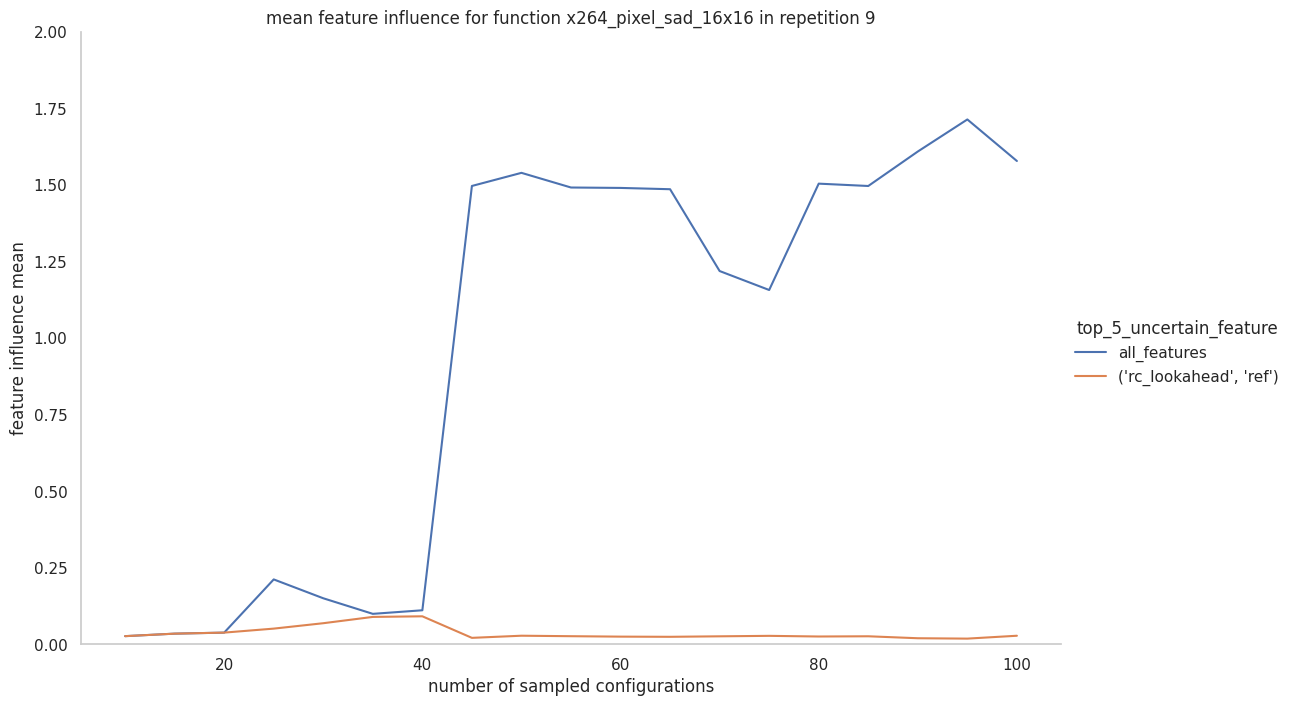 mean feature influence for function x264_pixel_sad_16x16 in repetition 9
2.00
1.75
1.50
1.25
1.00
0.75
0.50
0.25
0.00
feature influence mean
20
40
60
80
100
number of sampled configurations
top_5_uncertain_feature
all_features
('rc_lookahead', 'ref')